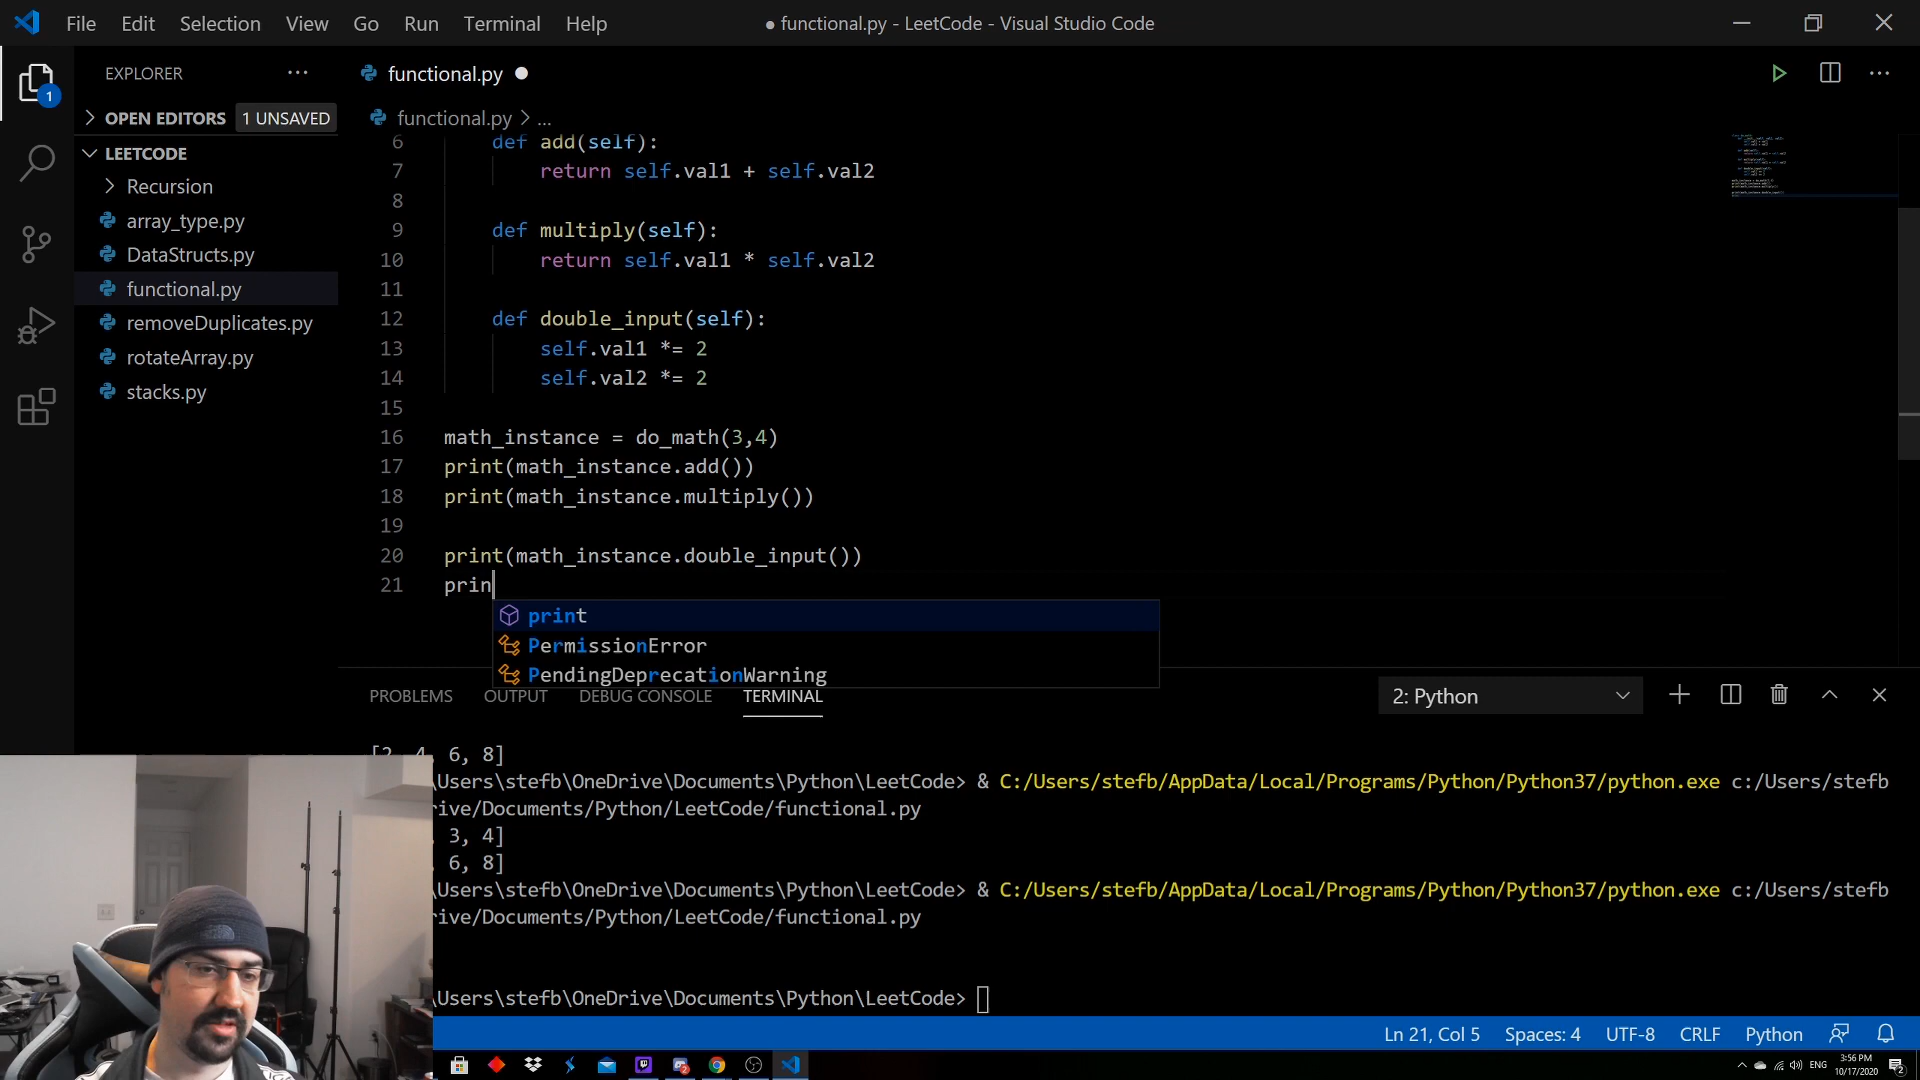 File Edit Selection View Go Run Terminal Help
● functional.py - LeetCode - Visual Studio Code
EXPLORER
functional.py
OPEN EDITORS 1 UNSAVED
functional.py > ...
LEETCODE
Recursion
array_type.py
DataStructs.py
functional.py
removeDuplicates.py
rotateArray.py
stacks.py
1
6 def add(self):
7 return self.val1 + self.val2
8
9 def multiply(self):
10 return self.val1 * self.val2
11
12 def double_input(self):
13 self.val1 *= 2
14 self.val2 *= 2
15
16 math_instance = do_math(3,4)
17 print(math_instance.add())
18 print(math_instance.multiply())
19
20 print(math_instance.double_input())
21 prin
print
PermissionError
PendingDeprecationWarning
PROBLEMS OUTPUT DEBUG CONSOLE TERMINAL 2: Python
[2, 4, 6, 8]
\Users\stefb\OneDrive\Documents\Python\LeetCode> & C:/Users/stefb/AppData/Local/Programs/Python/Python37/python.exe c:/Users/stefb
rive/Documents/Python/LeetCode/functional.py
3, 4]
6, 8]
\Users\stefb\OneDrive\Documents\Python\LeetCode> & C:/Users/stefb/AppData/Local/Programs/Python/Python37/python.exe c:/Users/stefb
rive/Documents/Python/LeetCode/functional.py
\Users\stefb\OneDrive\Documents\Python\LeetCode>
Ln 21, Col 5 Spaces: 4 UTF-8 CRLF Python
ENG
3:56 PM
10/17/2020
2